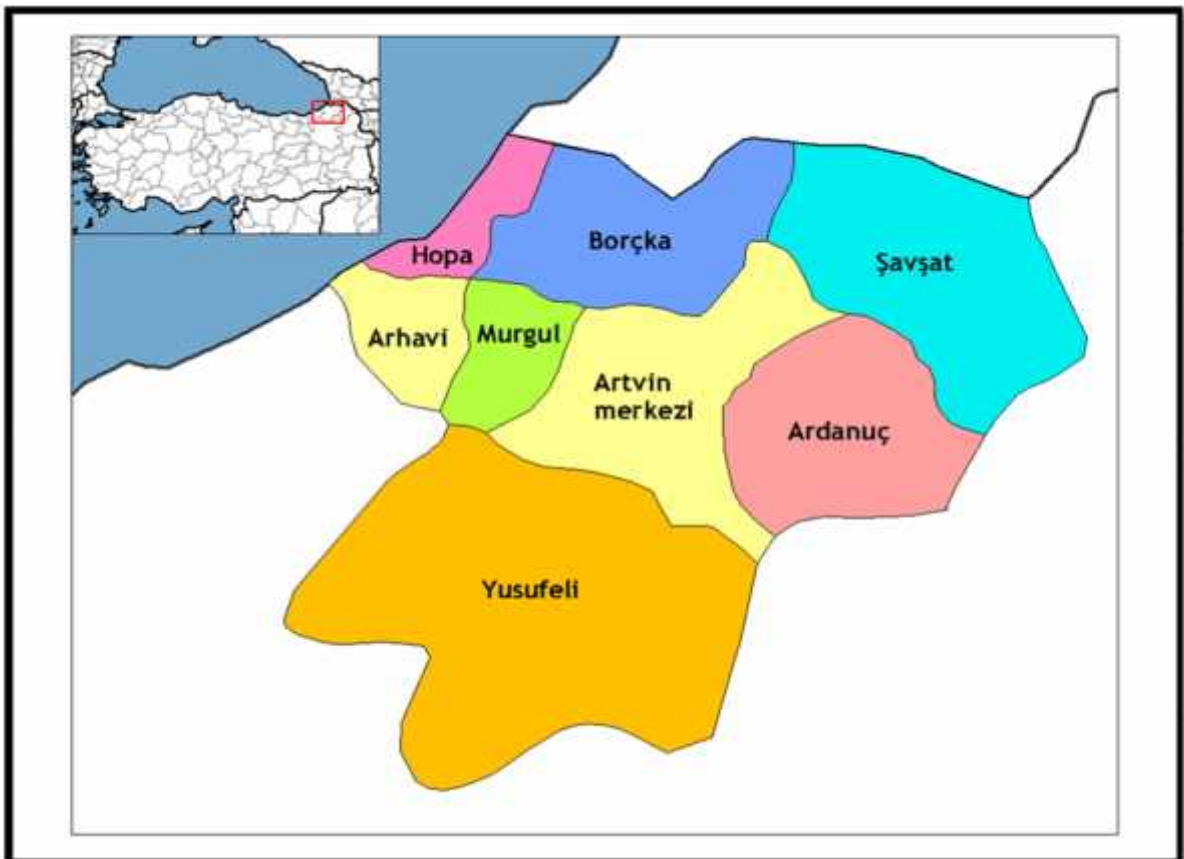 Hopa
Borçka
Şavşat
Arhavi
Murgul
Artvin
merkezi
Ardanuç
Yusufeli